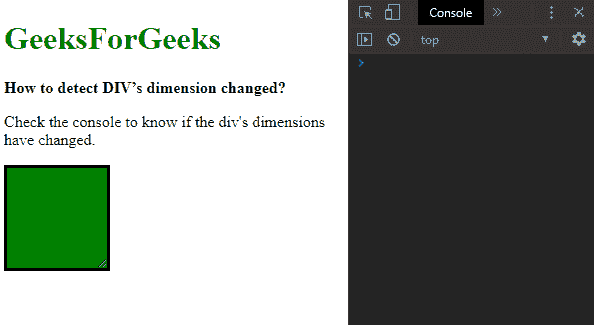 GeeksForGeeks
How to detect DIV’s dimension changed?
Check the console to know if the div's dimensions
have changed.
Console
top